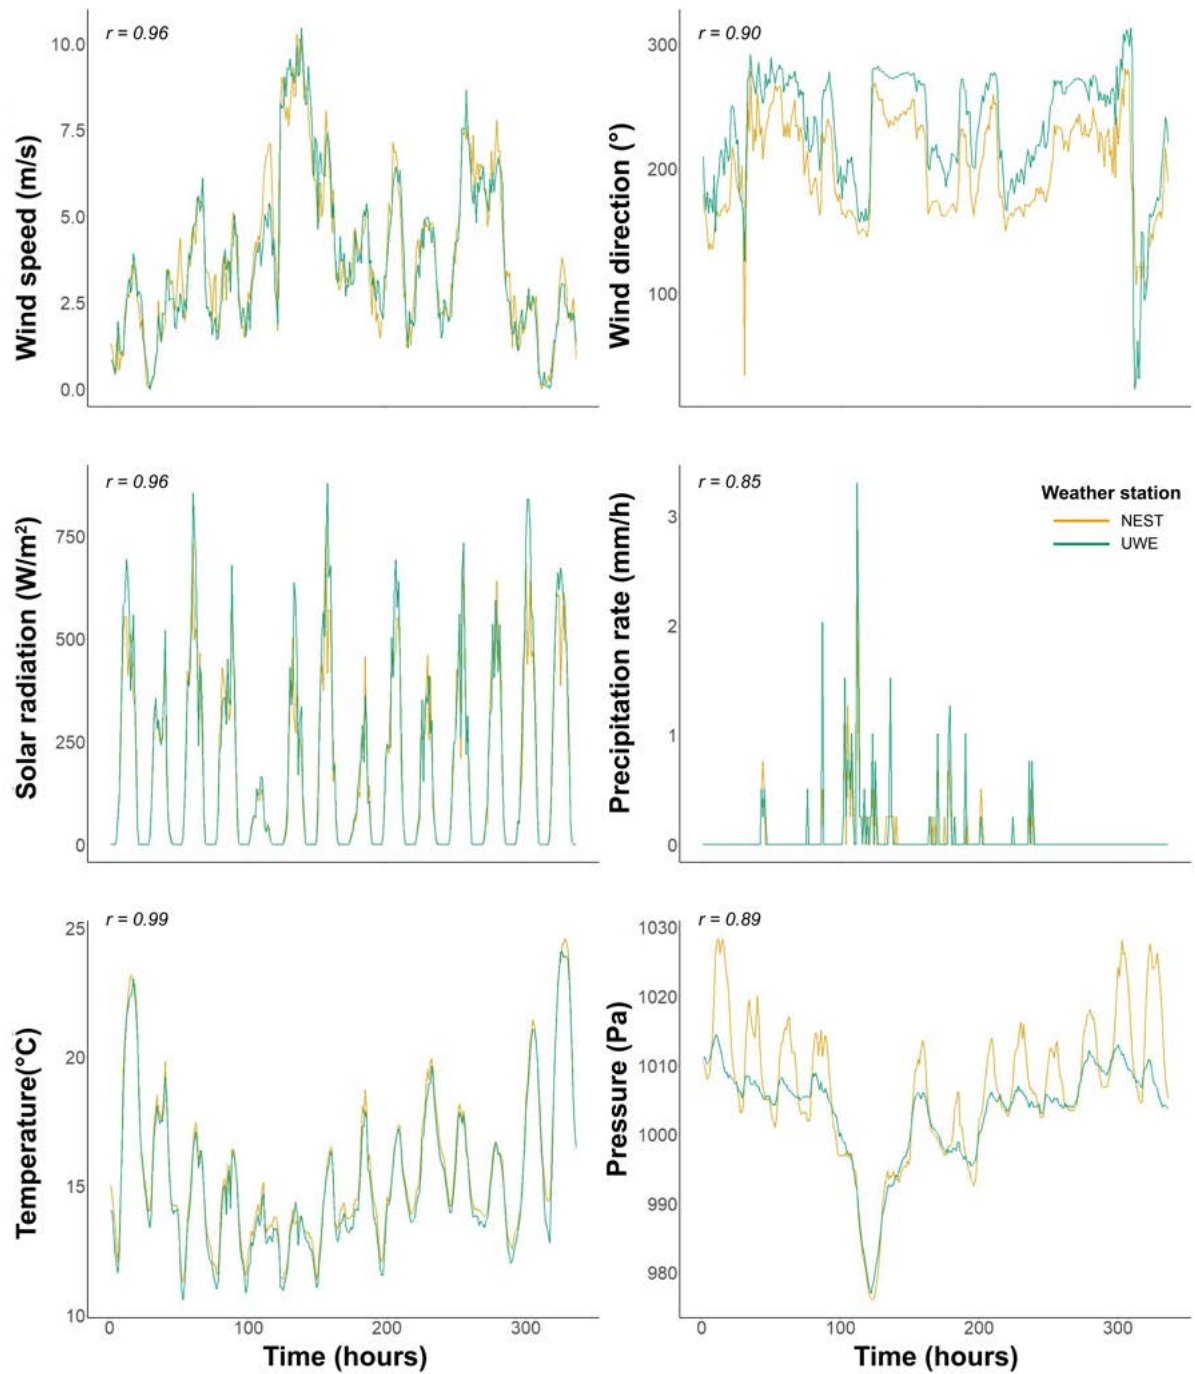 r = 0.96
Wind speed (m/s)
10.0
7.5
5.0
2.5
0.0
r = 0.90
Wind direction (°)
300
200
100
r = 0.96
Solar radiation (W/m²)
750
500
250
0
r = 0.85
Precipitation rate (mm/h)
3
2
1
0
Weather station
NEST
UWE
r = 0.99
Temperature(°C)
25
20
15
10
0 100 200 300
Time (hours)
r = 0.89
Pressure (Pa)
1030
1020
1010
1000
990
980
0 100 200 300
Time (hours)